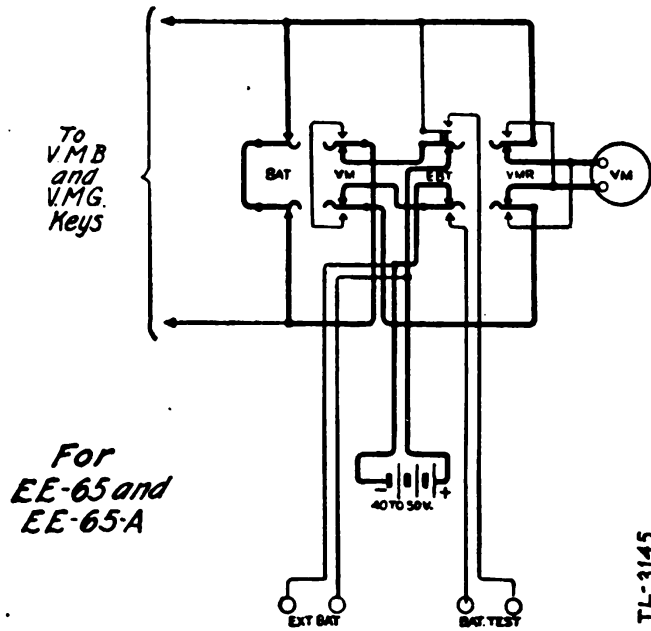 To
V.M.B
and
V.M.G.
Keys
BAT
VM
EBT
VMR
VM
For
EE-65 and
EE-65-A
- +
40 TO 50 V.
EXT BAT
BAT. TEST
TL-3145